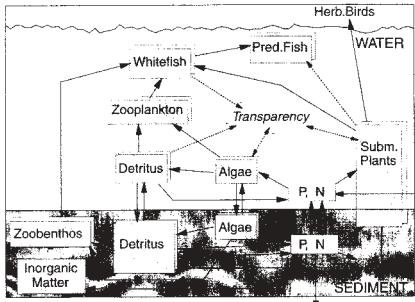 Herb.Birds
Pred.Fish
WATER
Whitefish
Zooplankton
Transparency
Subm.
Plants
Detritus
Algae
P, N
Zoobenthos
Detritus
Algae
P, N
Inorganic
Matter
SEDIMENT